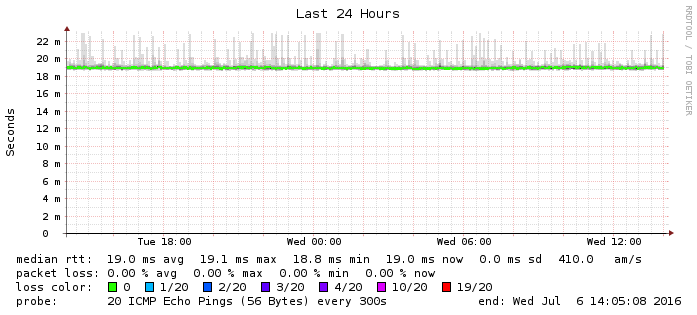 Last 24 Hours
RRDTOOL / TOBI OETIKER
Seconds
22 m
20 m
18 m
16 m
14 m
12 m
10 m
8 m
6 m
4 m
2 m
0
Tue 18:00 Wed 00:00 Wed 06:00 Wed 12:00
median rtt: 19.0 ms avg 19.1 ms max 18.8 ms min 19.0 ms now 0.0 ms sd 410.0 am/s
packet loss: 0.00 % avg 0.00 % max 0.00 % min 0.00 % now
loss color: 0 1/20 2/20 3/20 4/20 10/20 19/20
probe: 20 ICMP Echo Pings (56 Bytes) every 300s end: Wed Jul 6 14:05:08 2016